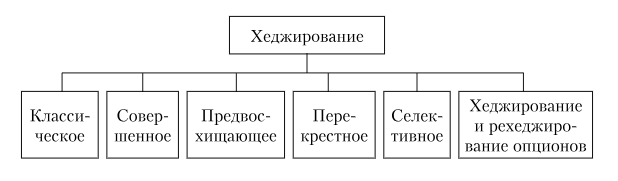 Хеджирование
Класси-
ческое
Совер-
шенное
Предвос-
хищающее
Пере-
крестное
Селек-
тивное
Хеджирование
и рехеджиро-
вание опционов